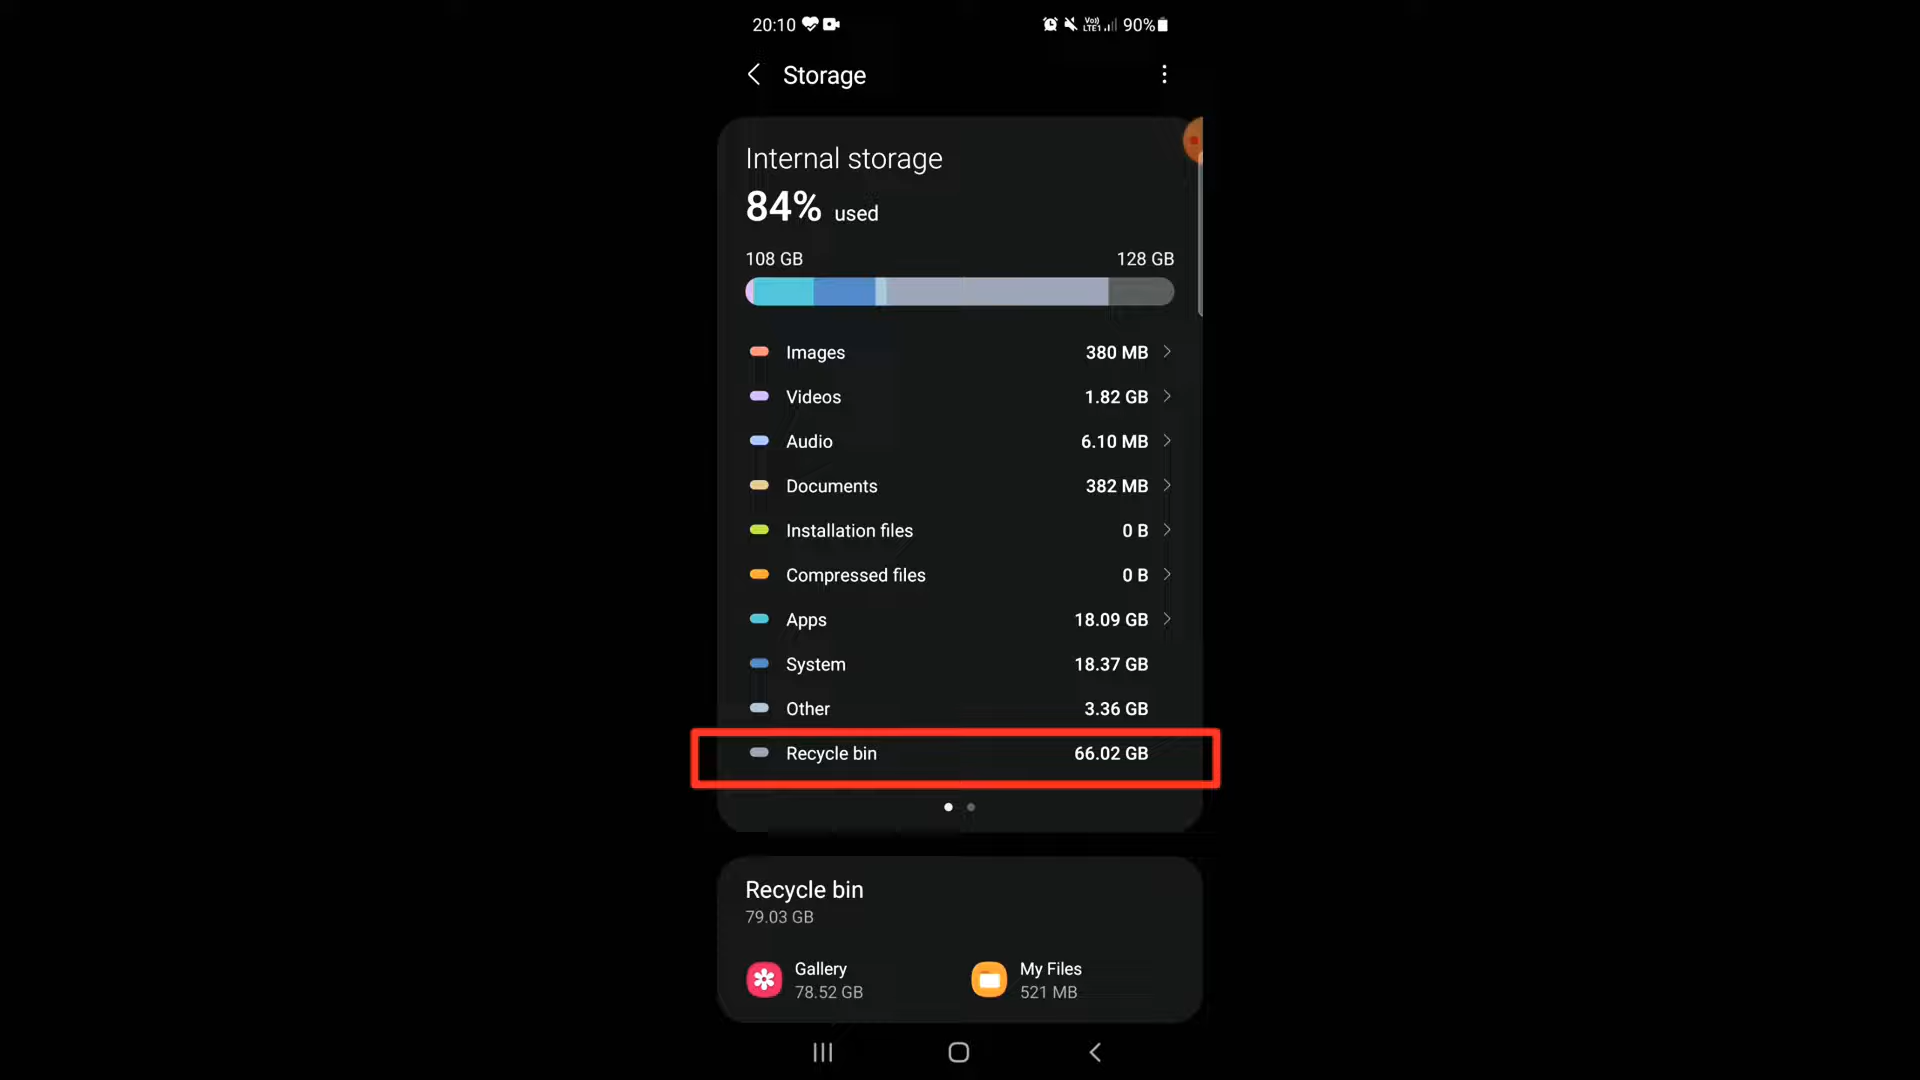 20:10 Vo)) LTE1 90%
Storage
Internal storage
84% used
108 GB 128 GB
Images 380 MB
Videos 1.82 GB
Audio 6.10 MB
Documents 382 MB
Installation files 0 B
Compressed files 0 B
Apps 18.09 GB
System 18.37 GB
Other 3.36 GB
Recycle bin 66.02 GB
Recycle bin
79.03 GB
Gallery My Files
78.52 GB 521 MB